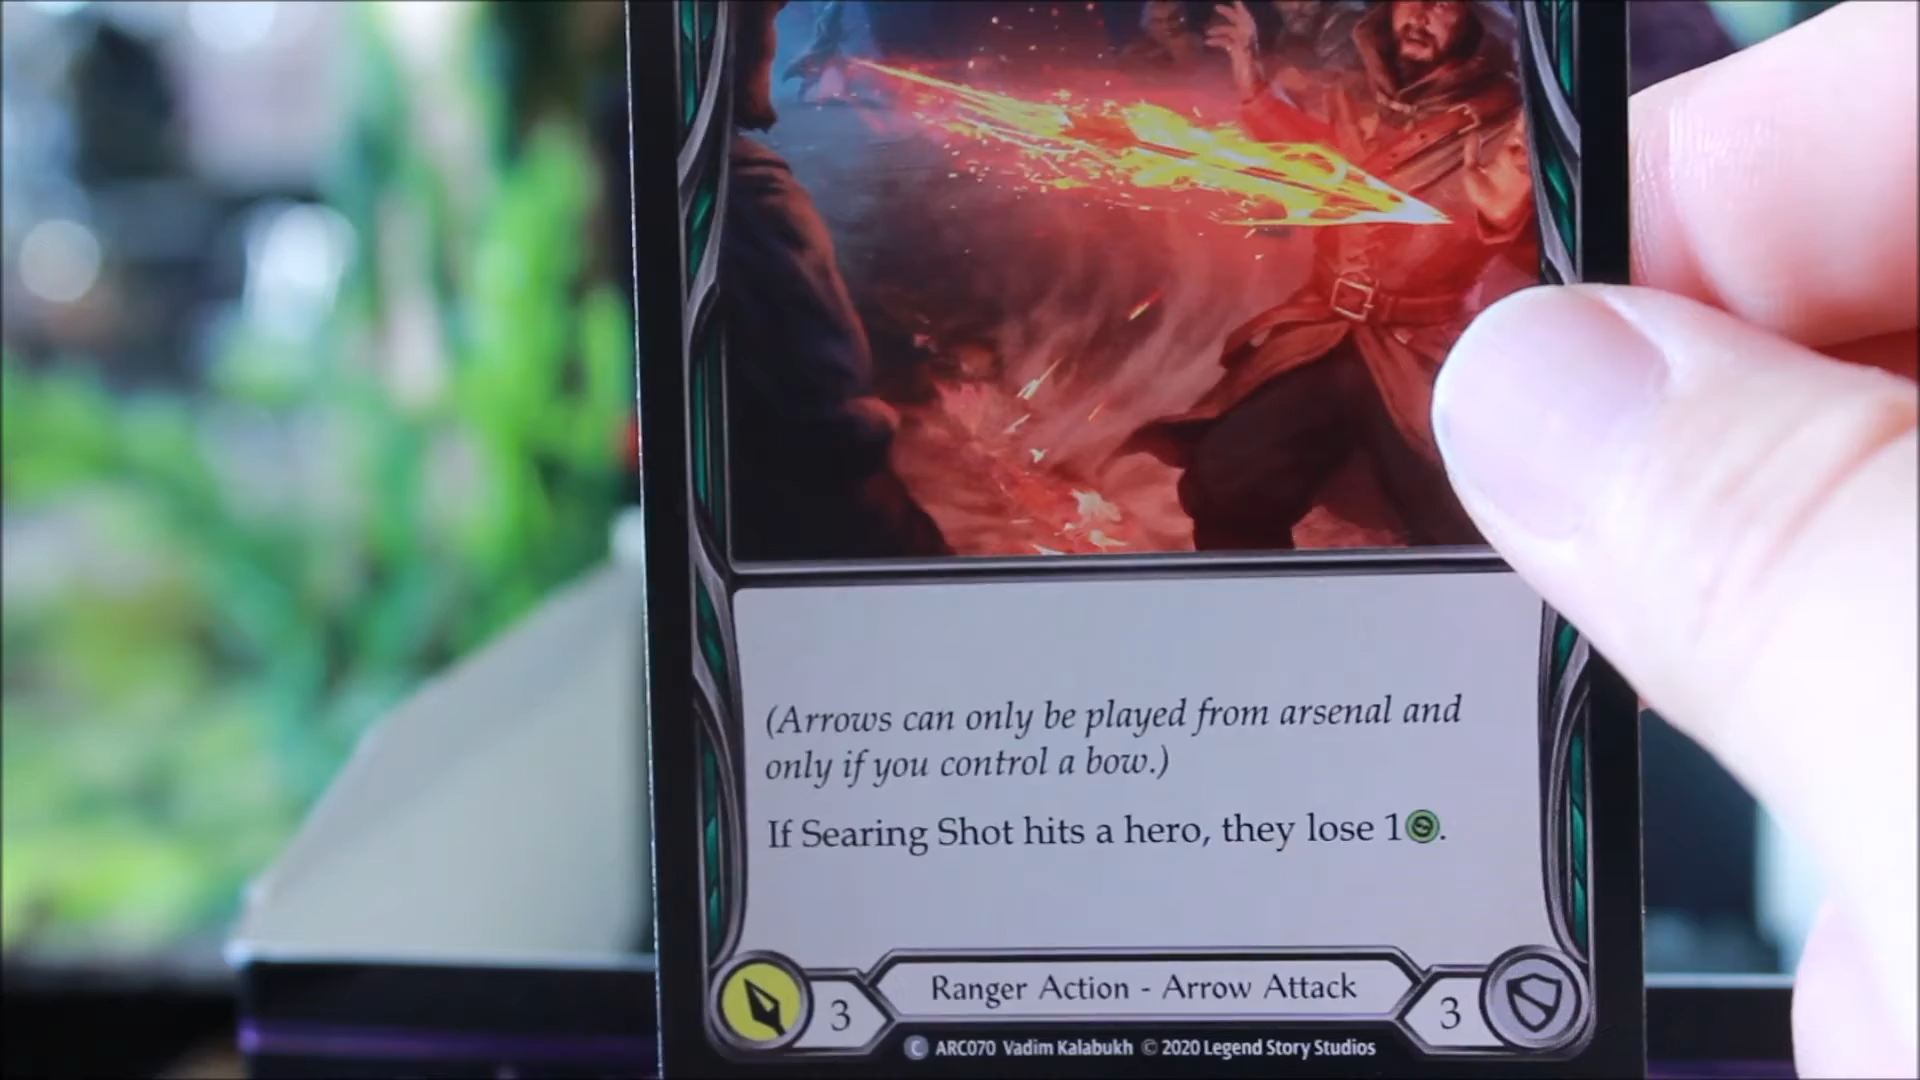 (Arrows can only be played from arsenal and
only if you control a bow.)
If Searing Shot hits a hero, they lose 1.
3
Ranger Action - Arrow Attack
3
C ARC070 Vadim Kalabukh © 2020 Legend Story Studios